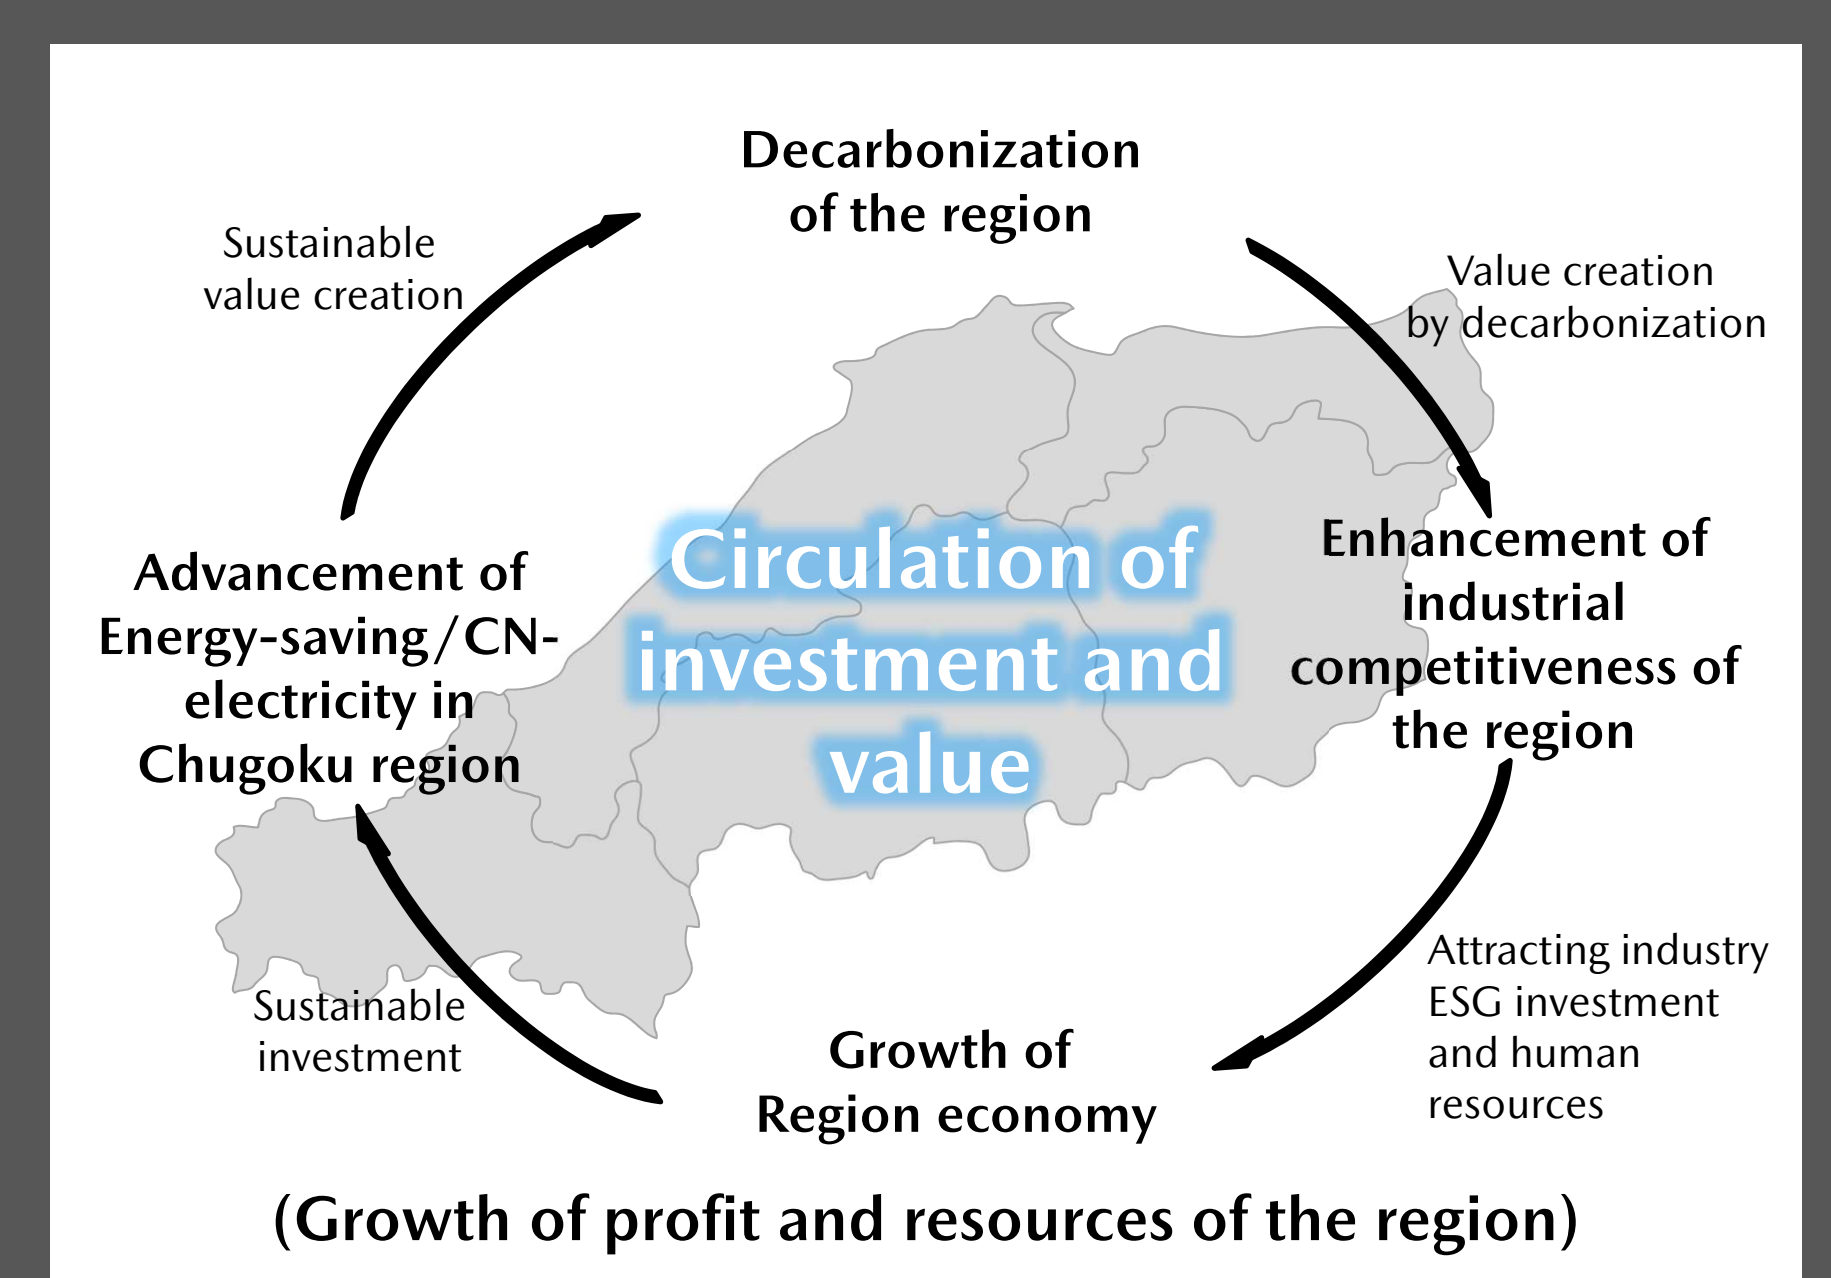 Decarbonization
of the region
Sustainable
value creation
Value creation
by decarbonization
Circulation of
investment and
value
Advancement of
Energy-saving/CN-
electricity in
Chugoku region
Enhancement of
industrial
competitiveness of
the region
Sustainable
investment
Attracting industry
ESG investment
and human
resources
Growth of
Region economy
(Growth of profit and resources of the region)